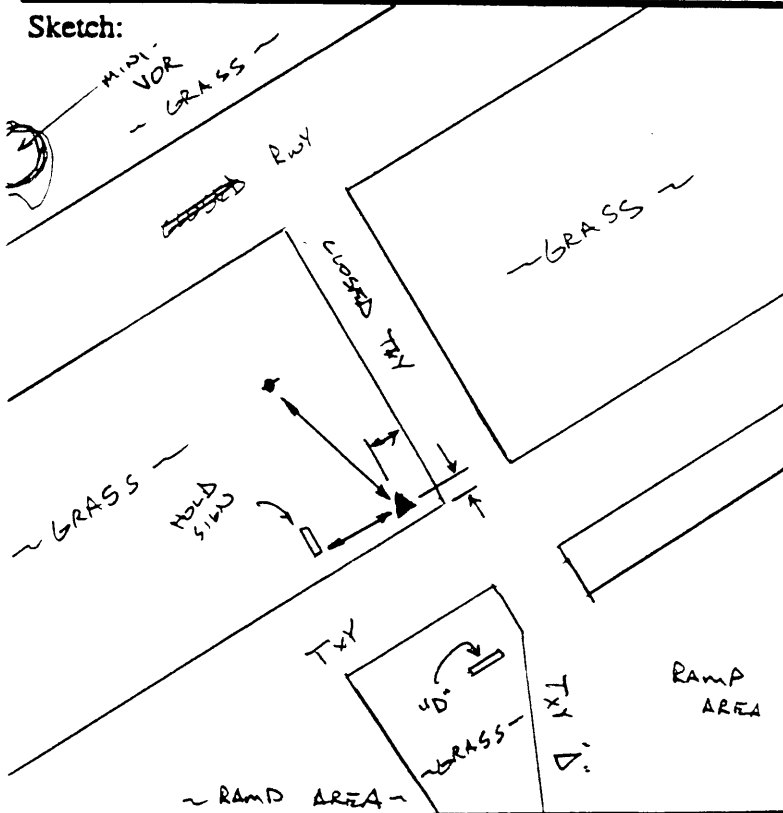 Sketch:
MINI-
VOR
~ GRASS ~
CLOSED RWY
~ GRASS ~
CLOSED TXY
~ GRASS ~
HOLD
SIGN
TXY
"D"
~GRASS~
TXY "D"
RAMP
AREA
~ RAMP AREA ~